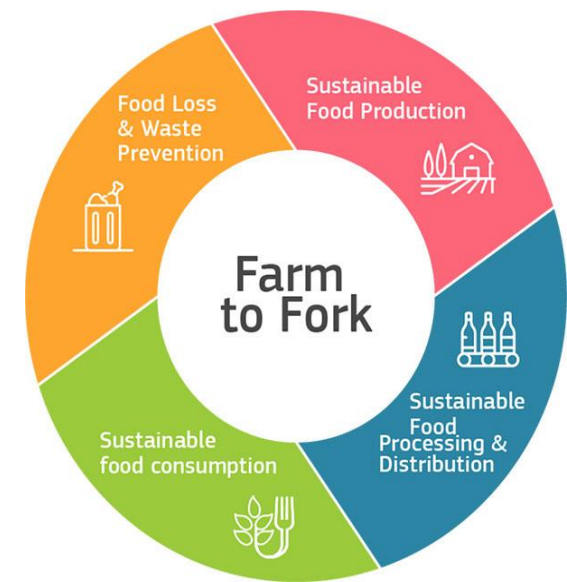 Farm
to Fork
Sustainable
Food Production
Sustainable
Food
Processing &
Distribution
Sustainable
food consumption
Food Loss
& Waste
Prevention